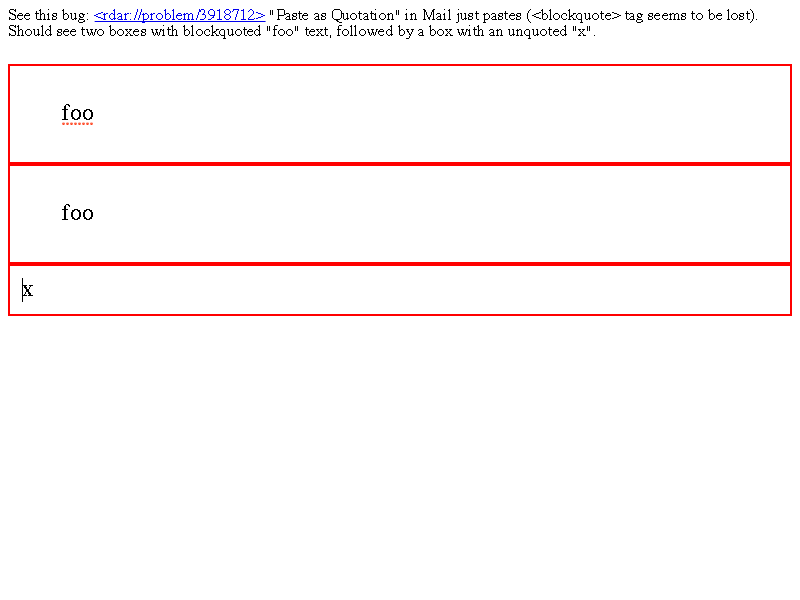 See this bug: <rdar://problem/3918712> "Paste as Quotation" in Mail just pastes (<blockquote> tag seems to be lost).
Should see two boxes with blockquoted "foo" text, followed by a box with an unquoted "x".
foo
foo
x